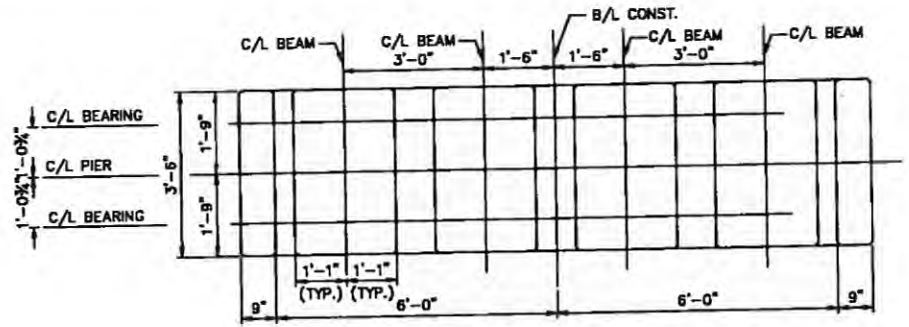 B/L CONST.
C/L BEAM
C/L BEAM
C/L BEAM
C/L BEAM
3'-0"
1'-6"
1'-6"
3'-0"
C/L BEARING
1'-0¾"
C/L PIER
1'-0¾"
C/L BEARING
3'-6"
1'-9"
1'-9"
1'-1"
1'-1"
(TYP.)
(TYP.)
9"
6'-0"
6'-0"
9"